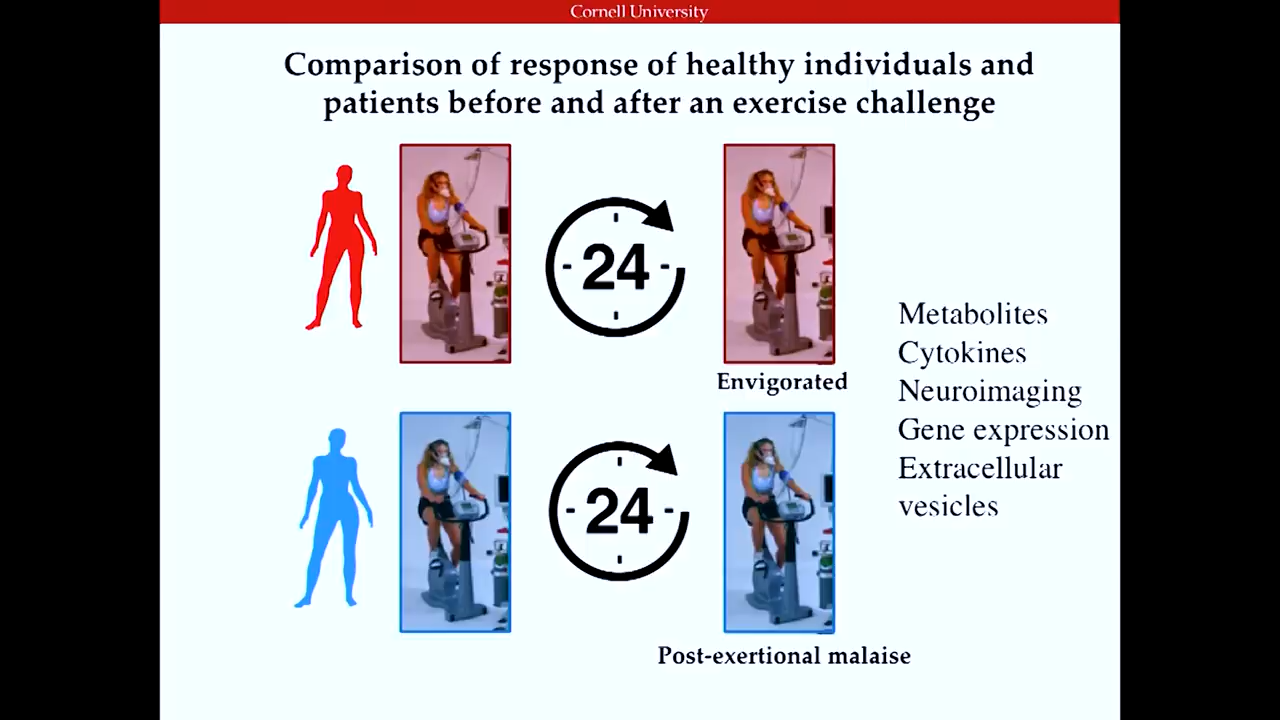 Cornell University
Comparison of response of healthy individuals and
patients before and after an exercise challenge
24
Envigorated
24
Post-exertional malaise
Metabolites
Cytokines
Neuroimaging
Gene expression
Extracellular
vesicles